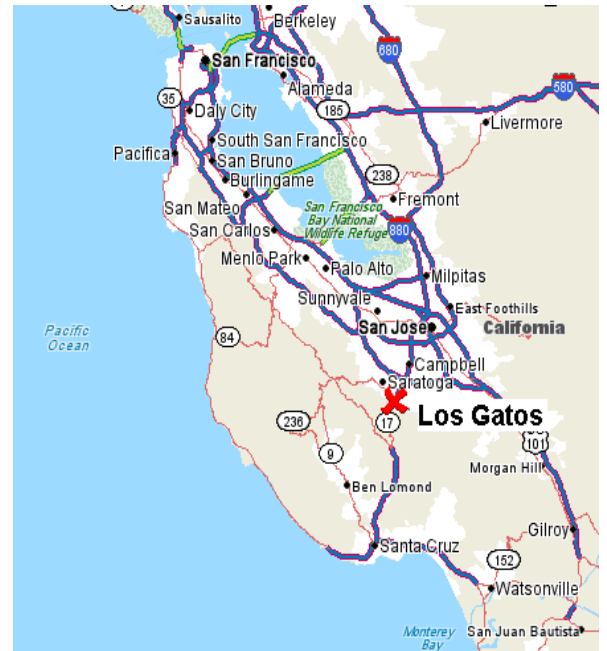 Sausalito
Berkeley
680
San Francisco
Alameda
580
35
Daly City
185
Livermore
South San Francisco
Pacifica
San Bruno
238
Burlingame
Fremont
San Mateo
San Francisco
Bay National
Wildlife Refuge
880
San Carlos
Menlo Park
Palo Alto
Milpitas
Sunnyvale
East Foothills
Pacific
Ocean
San Jose
California
84
Campbell
Saratoga
Los Gatos
236
17
US
101
9
Morgan Hill
Ben Lomond
Gilroy
Santa Cruz
152
Watsonville
Monterey
Bay
San Juan Bautista